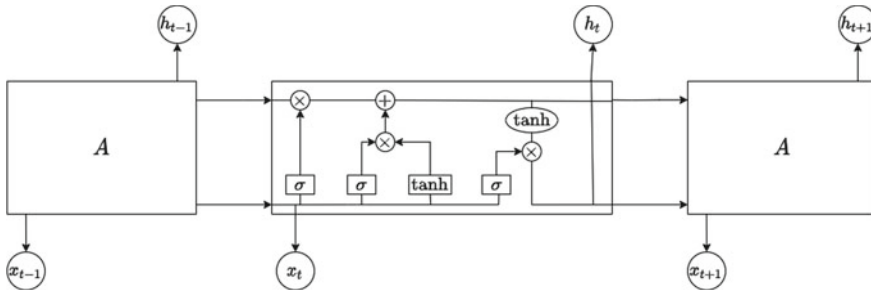 h_{t-1} h_t h_{t+1}
× +
tanh
A × × A
σ σ tanh σ
x_{t-1} x_t x_{t+1}